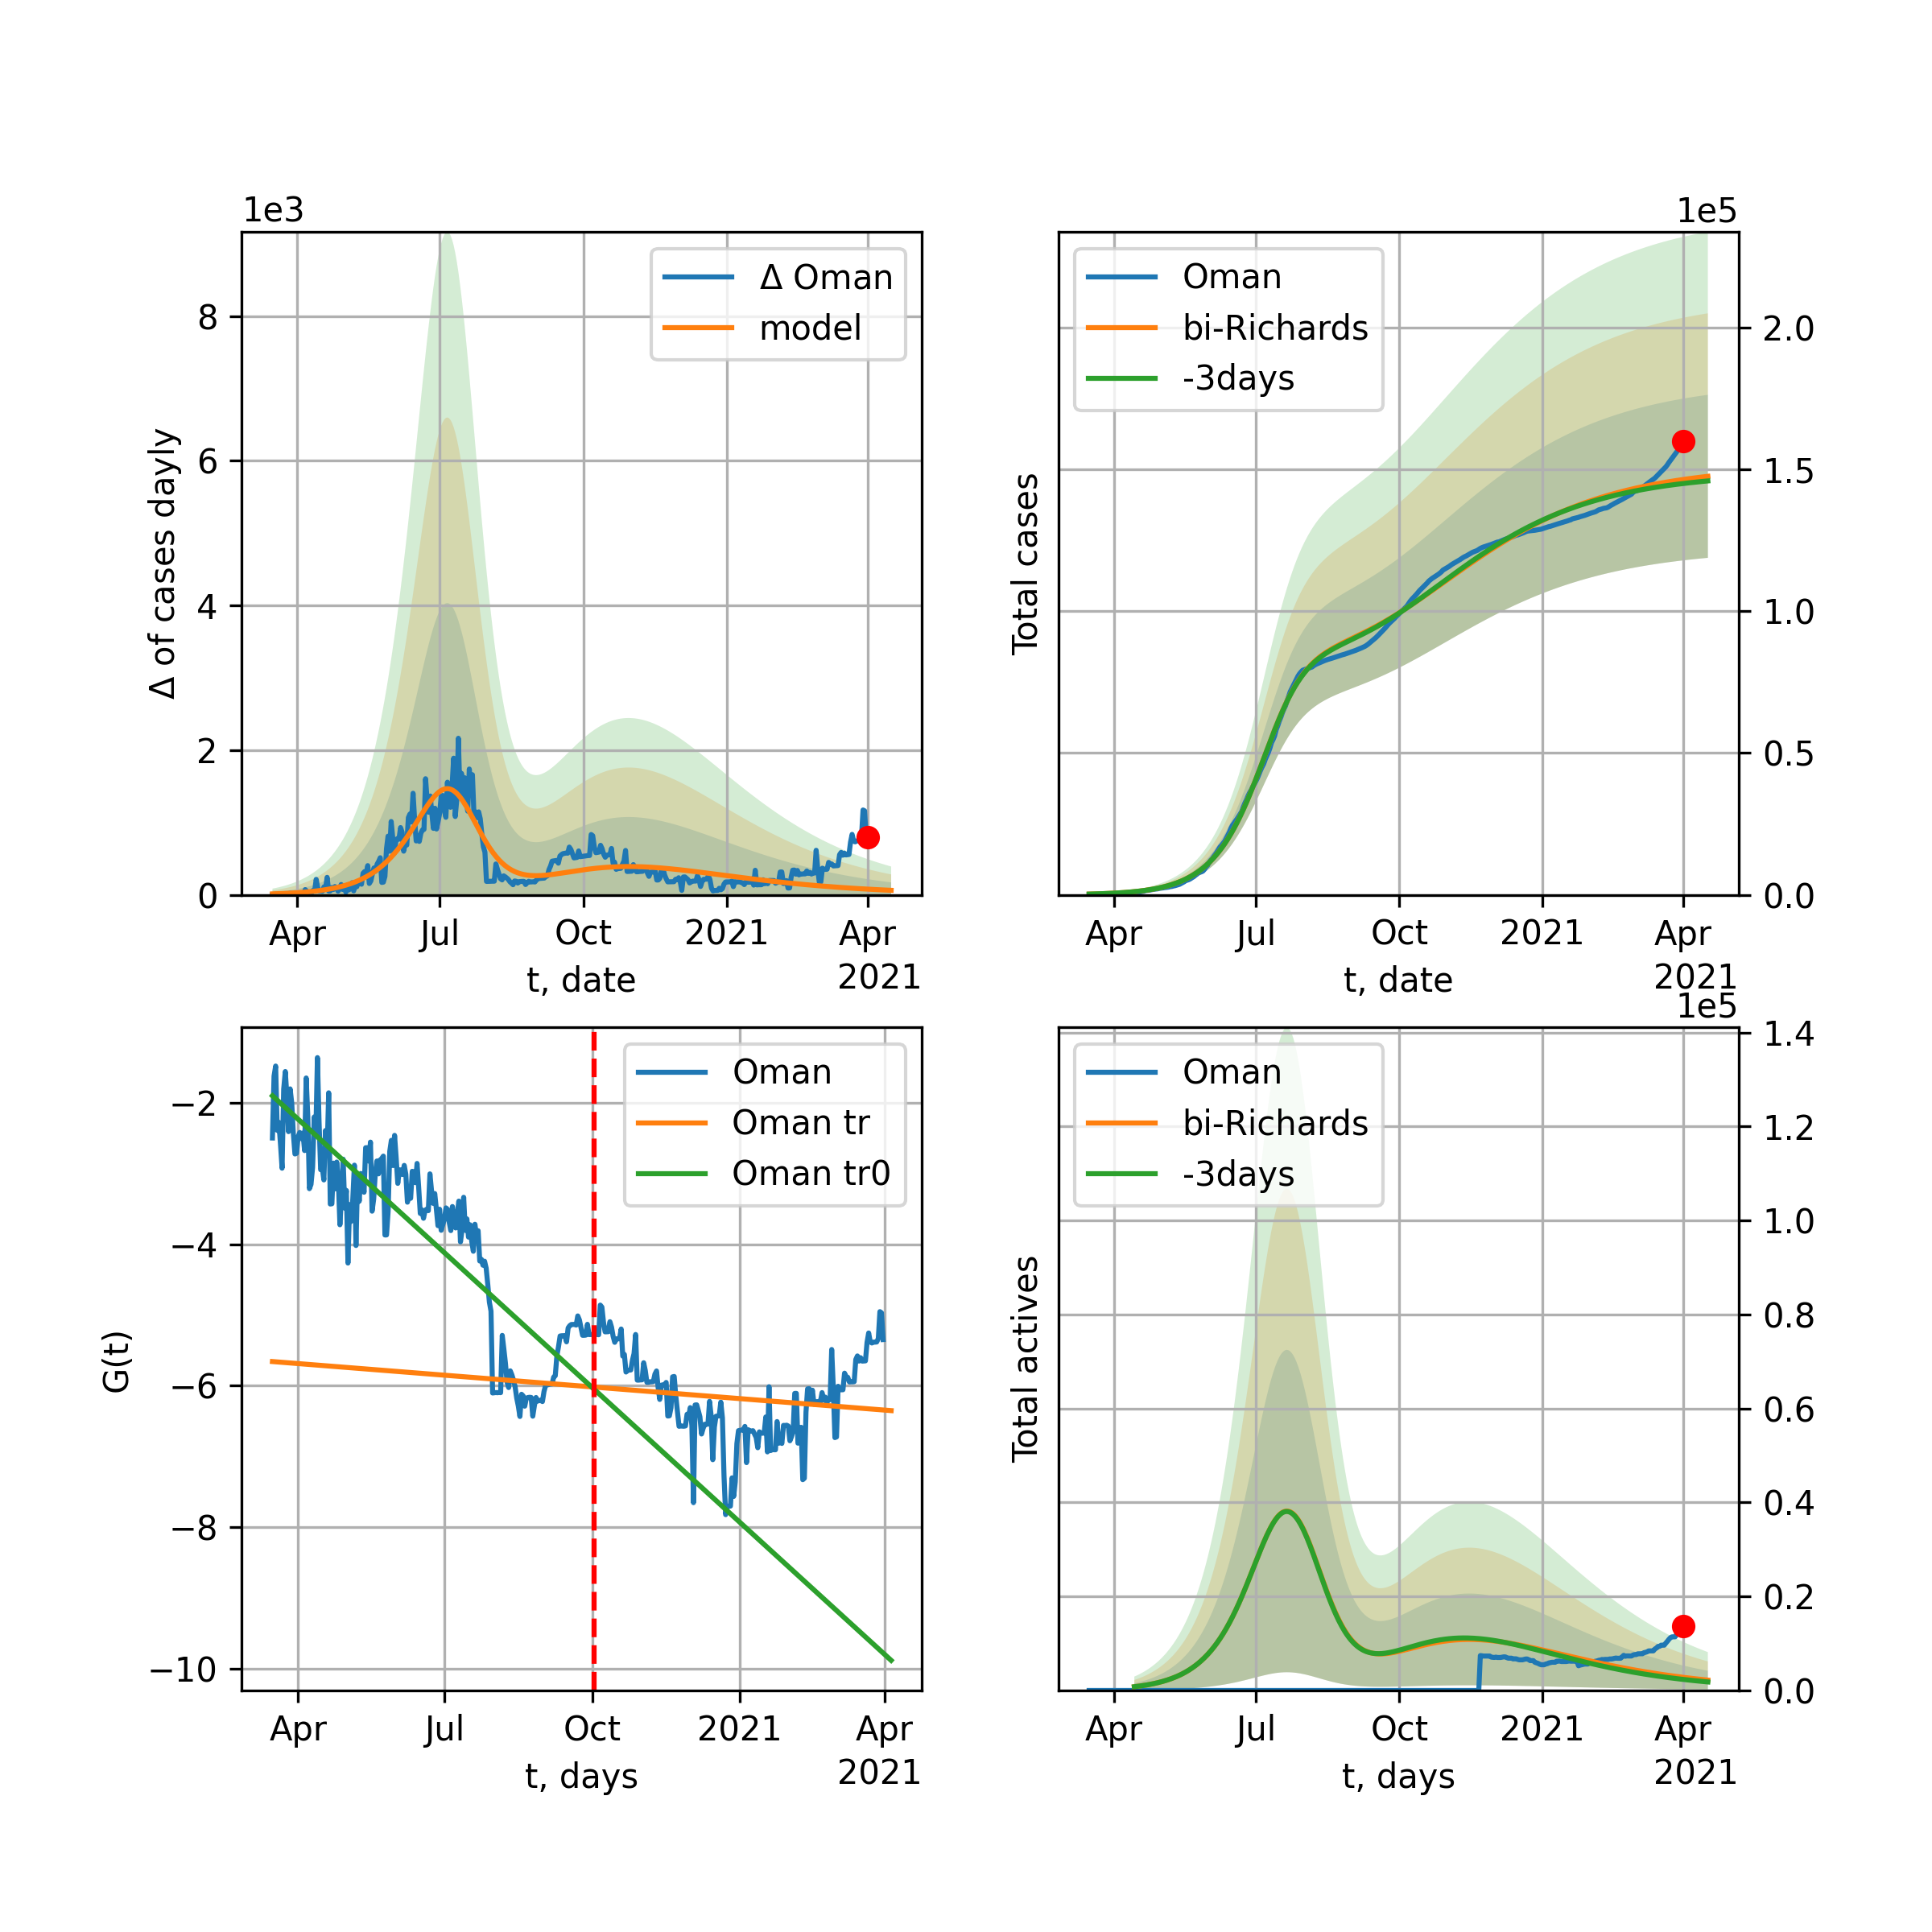 1e3
Δ of cases dayly
8
6
4
2
0
Δ Oman
model
Apr Jul Oct 2021 Apr
2021
t, date
1e5
Total cases
Oman
bi-Richards
-3days
2.0
1.5
1.0
0.5
0.0
Apr Jul Oct 2021 Apr
2021
t, date
G(t)
−2
−4
−6
−8
−10
Oman
Oman tr
Oman tr0
Apr Jul Oct 2021 Apr
2021
t, days
1e5
Total actives
Oman
bi-Richards
-3days
1.4
1.2
1.0
0.8
0.6
0.4
0.2
0.0
Apr Jul Oct 2021 Apr
2021
t, days